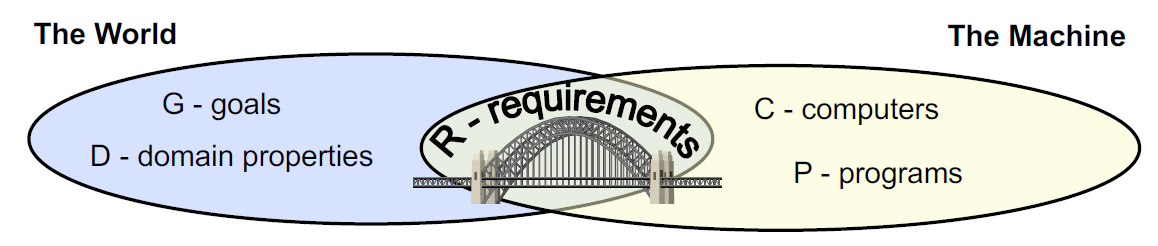 The World
The Machine
G - goals
D - domain properties
R - requirements
C - computers
P - programs